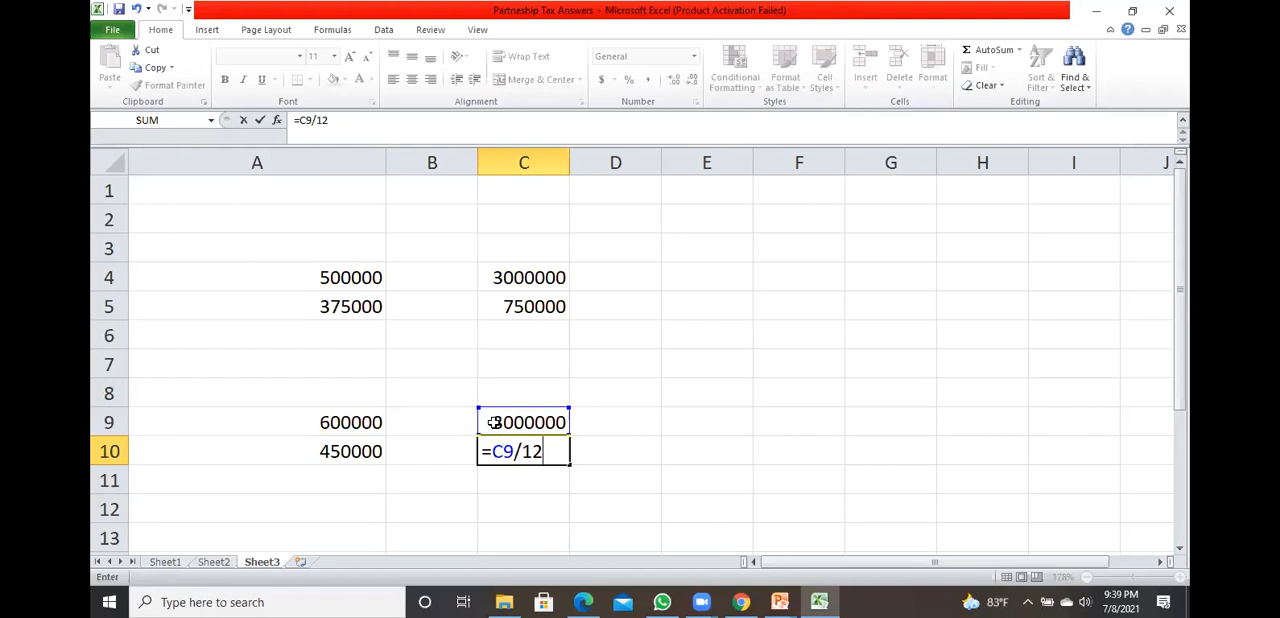 Partneship Tax Answers - Microsoft Excel (Product Activation Failed)
File Home Insert Page Layout Formulas Data Review View
Cut
Copy
Format Painter
Paste
Clipboard
11
B I U A
Font
Wrap Text
Merge & Center
Alignment
General
$ % ,
Number
Conditional Formatting
Format as Table
Cell Styles
Styles
Insert Delete Format
Cells
AutoSum
Fill
Clear
Sort & Filter
Find & Select
Editing
SUM fx =C9/12
A B C D E F G H I J
1
2
3
4 500000 3000000
5 375000 750000
6
7
8
9 600000 3000000
10 450000 =C9/12
11
12
13
Sheet1 Sheet2 Sheet3
Enter 178%
Type here to search
83°F
9:39 PM
7/8/2021